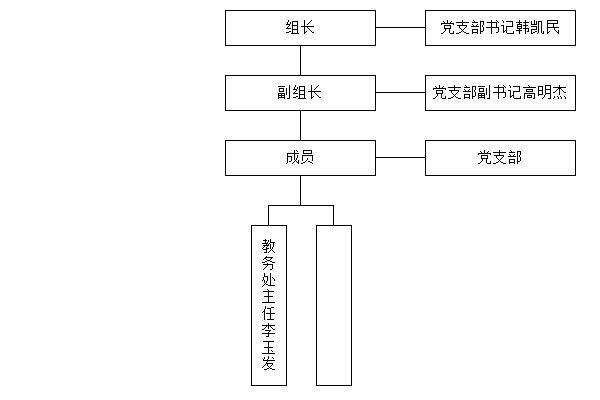 组长
党支部书记韩凯民
副组长
党支部副书记高明杰
成员
党支部
教务处主任李玉发